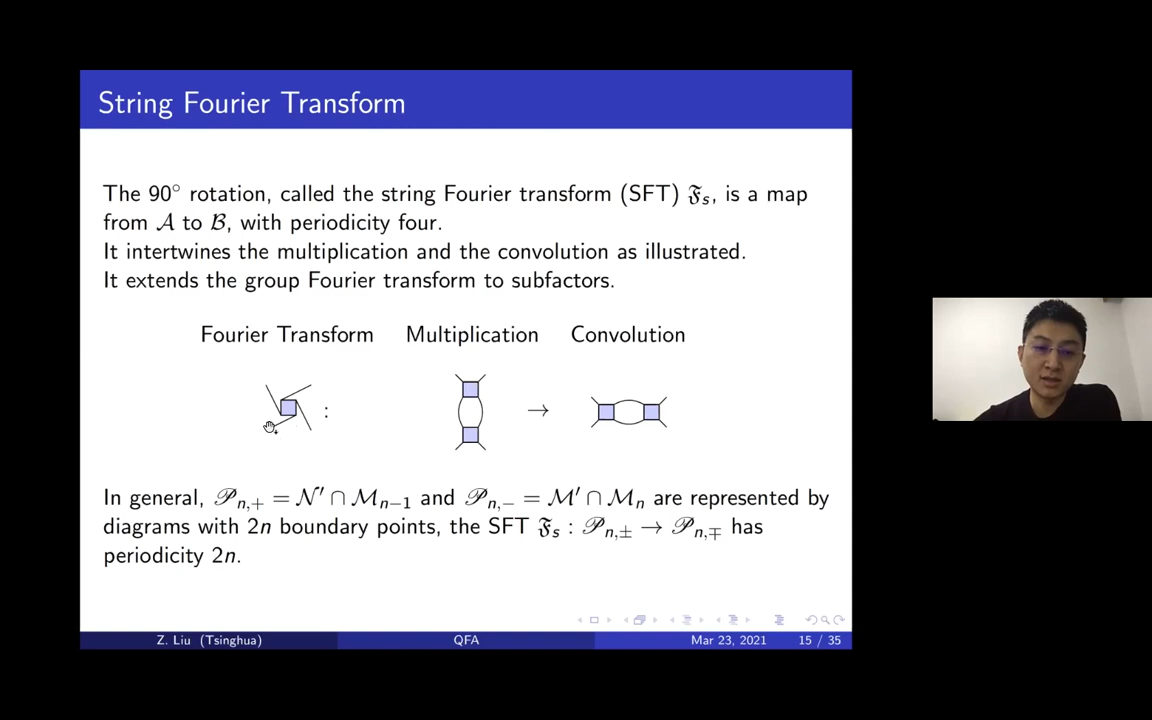 String Fourier Transform
The 90° rotation, called the string Fourier transform (SFT) 𝔉ₛ, is a map
from 𝒜 to ℬ, with periodicity four.
It intertwines the multiplication and the convolution as illustrated.
It extends the group Fourier transform to subfactors.
Fourier Transform Multiplication Convolution
: →
In general, 𝒫ₙ,₊ = 𝒩′ ∩ ℳₙ₋₁ and 𝒫ₙ,₋ = ℳ′ ∩ ℳₙ are represented by
diagrams with 2n boundary points, the SFT 𝔉ₛ : 𝒫ₙ,± → 𝒫ₙ,∓ has
periodicity 2n.
Z. Liu (Tsinghua) QFA Mar 23, 2021 15 / 35